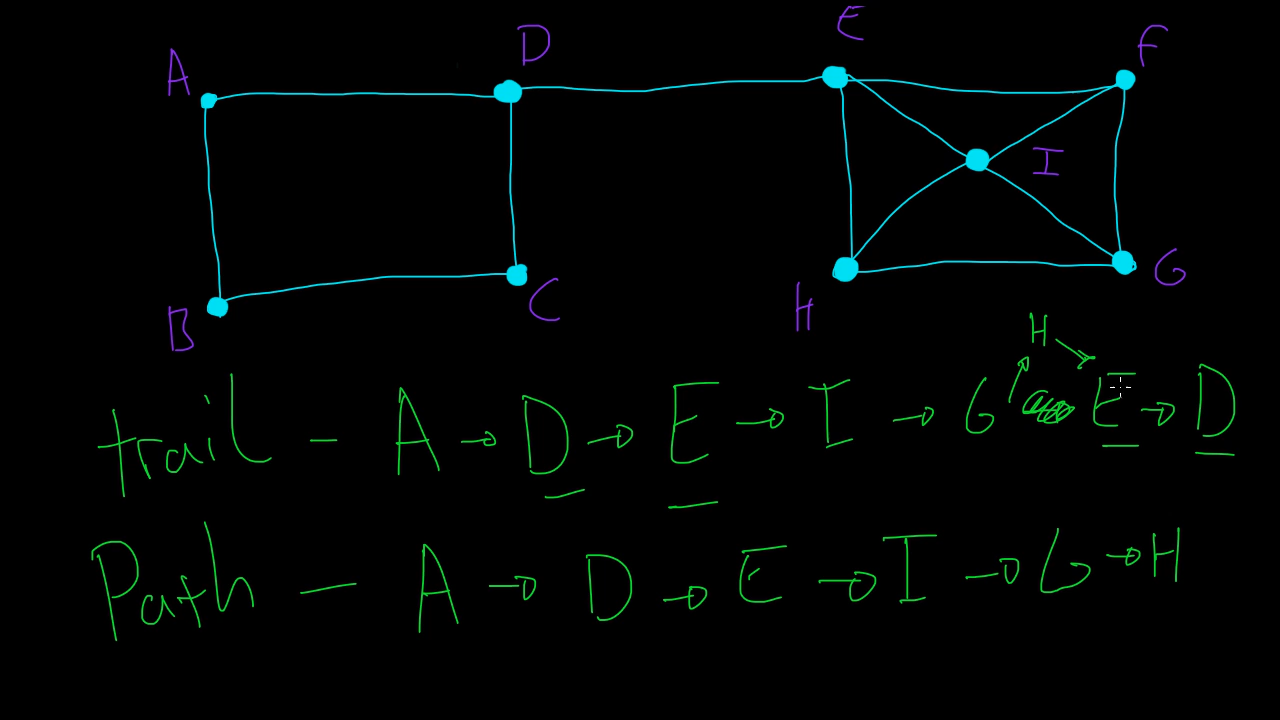 E
D
F
A
I
G
C
H
B
H
trail – A → D → E → I → G → E → D
Path – A → D → E → I → G → H